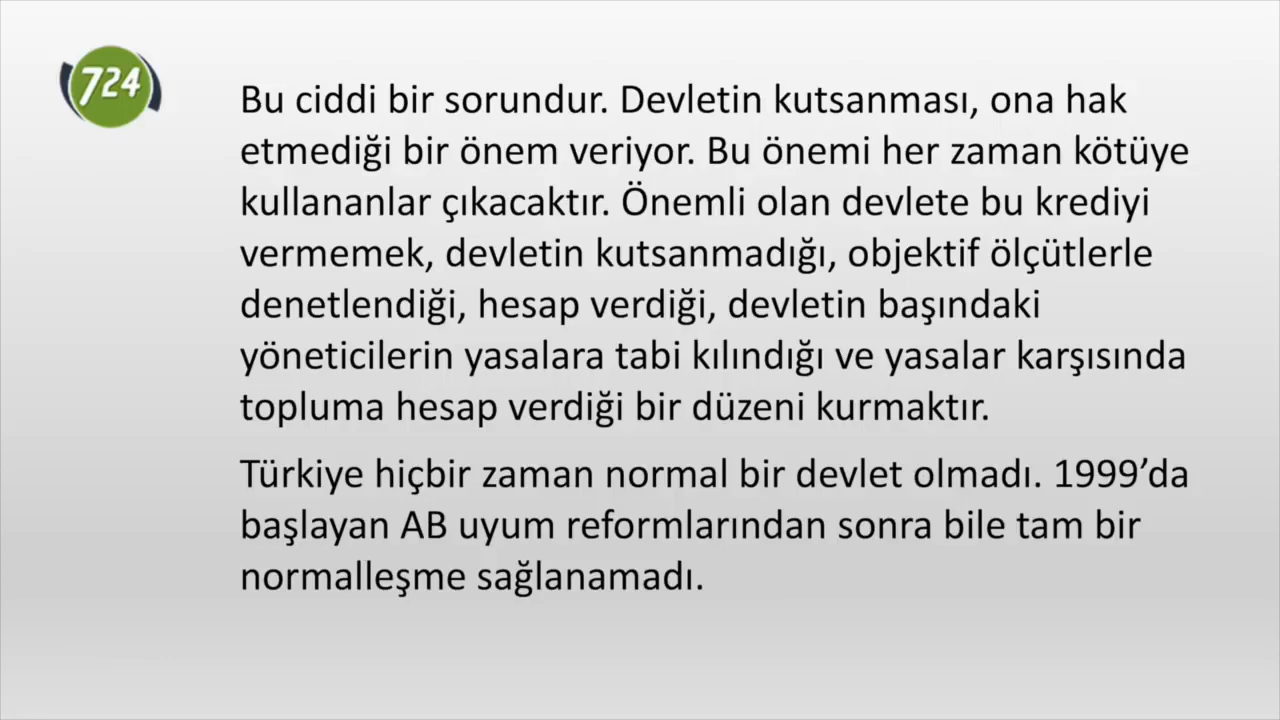 724
Bu ciddi bir sorundur. Devletin kutsanması, ona hak
etmediği bir önem veriyor. Bu önemi her zaman kötüye
kullananlar çıkacaktır. Önemli olan devlete bu krediyi
vermemek, devletin kutsanmadığı, objektif ölçütlerle
denetlendiği, hesap verdiği, devletin başındaki
yöneticilerin yasalara tabi kılındığı ve yasalar karşısında
topluma hesap verdiği bir düzeni kurmaktır.
Türkiye hiçbir zaman normal bir devlet olmadı. 1999’da
başlayan AB uyum reformlarından sonra bile tam bir
normalleşme sağlanamadı.